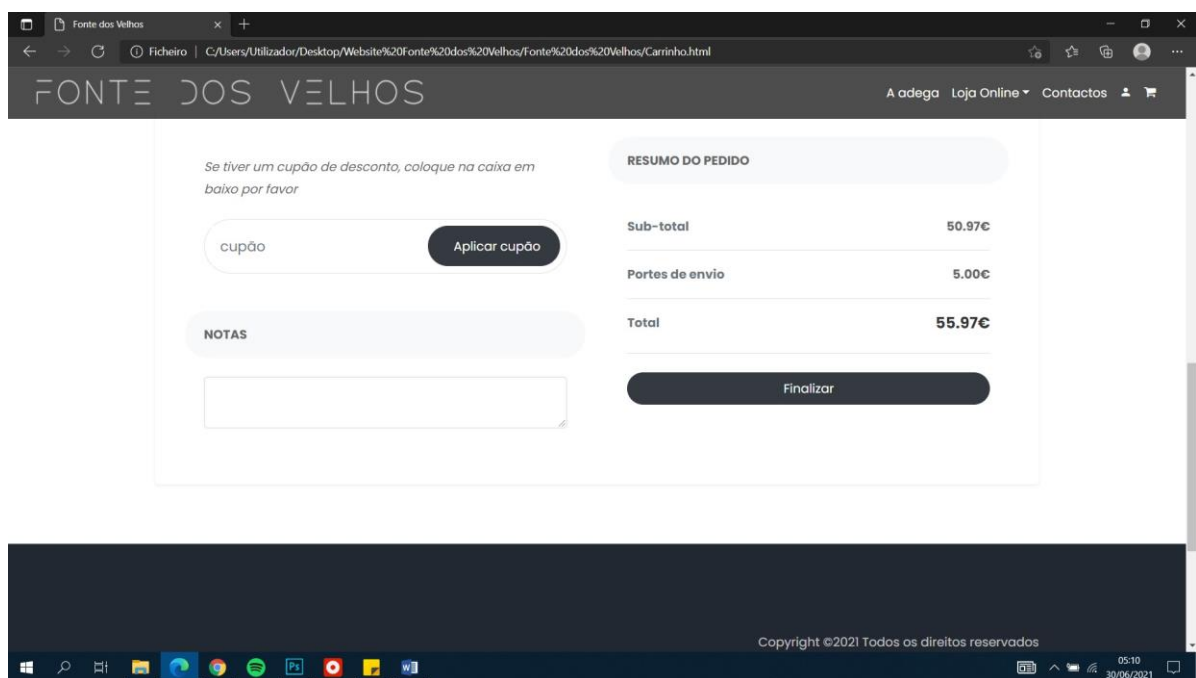 Fonte dos Velhos
Ficheiro | C:/Users/Utilizador/Desktop/Website%20Fonte%20dos%20Velhos/Fonte%20dos%20Velhos/Carrinho.html
FONTE DOS VELHOS
A adega Loja Online Contactos
Se tiver um cupão de desconto, coloque na caixa em
baixo por favor
cupão
Aplicar cupão
NOTAS
RESUMO DO PEDIDO
Sub-total 50.97€
Portes de envio 5.00€
Total 55.97€
Finalizar
Copyright ©2021 Todos os direitos reservados
Ps
W
05:10
30/06/2021